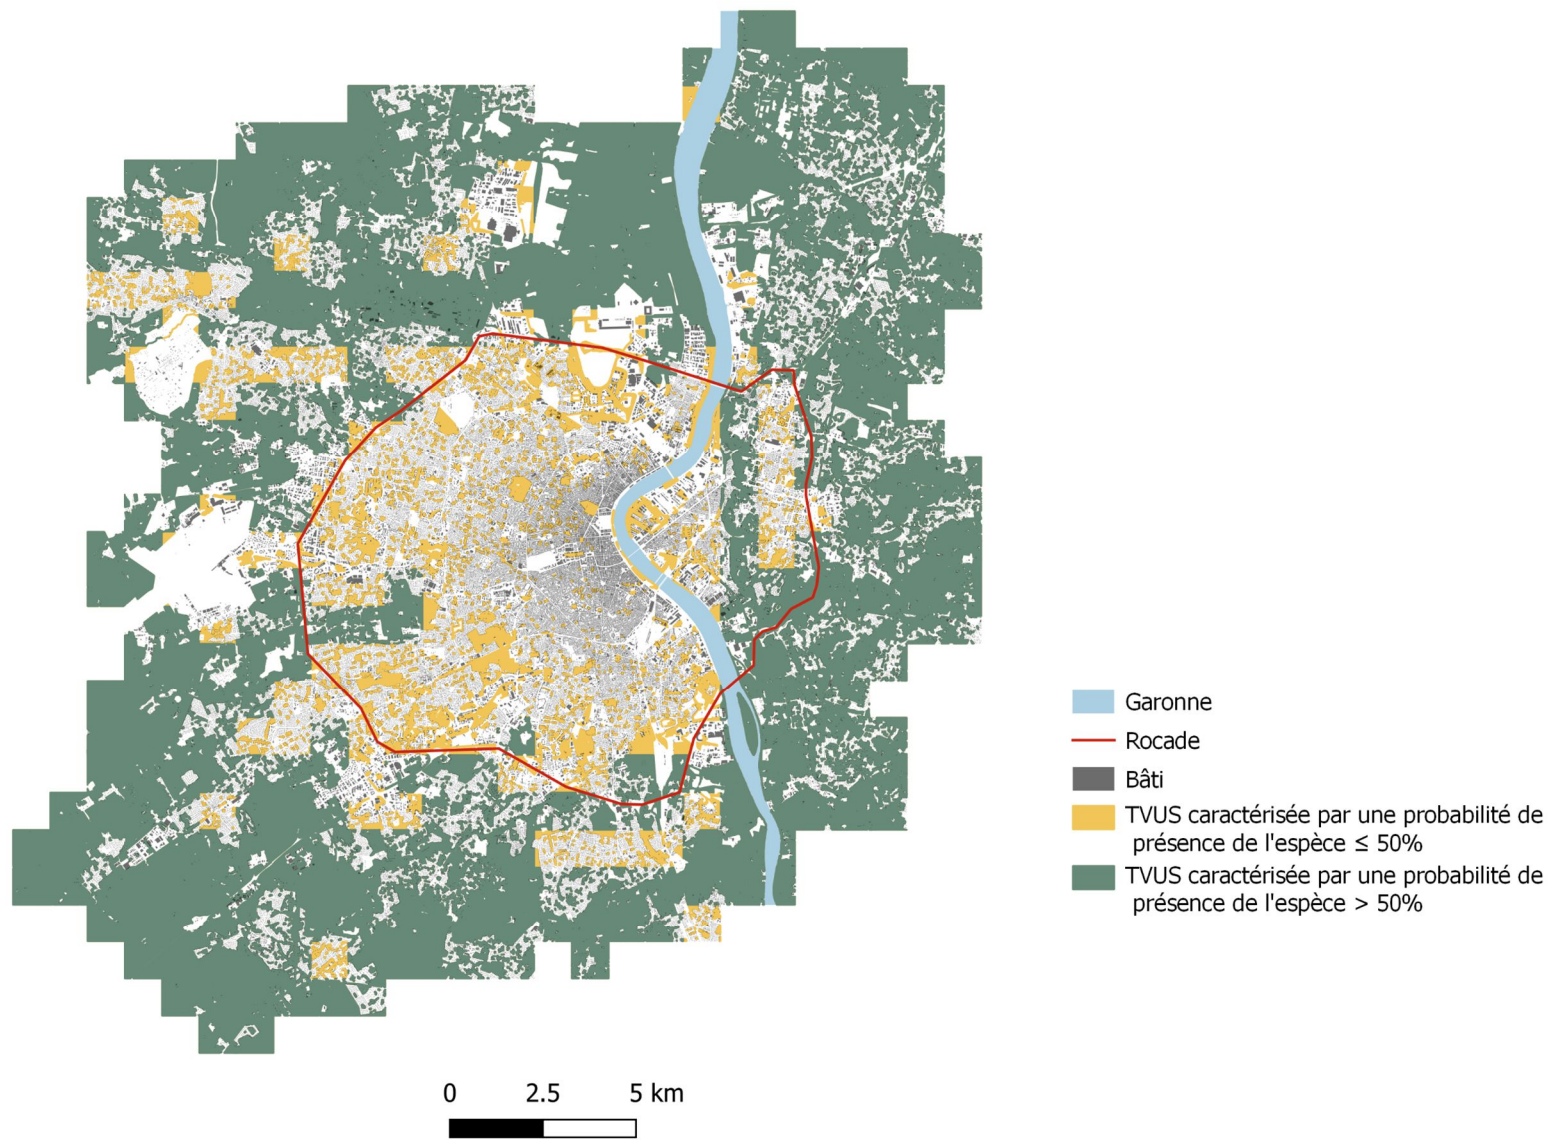 Garonne
Rocade
Bâti
TVUS caractérisée par une probabilité de
présence de l'espèce ≤ 50%
TVUS caractérisée par une probabilité de
présence de l'espèce > 50%
0 2.5 5 km